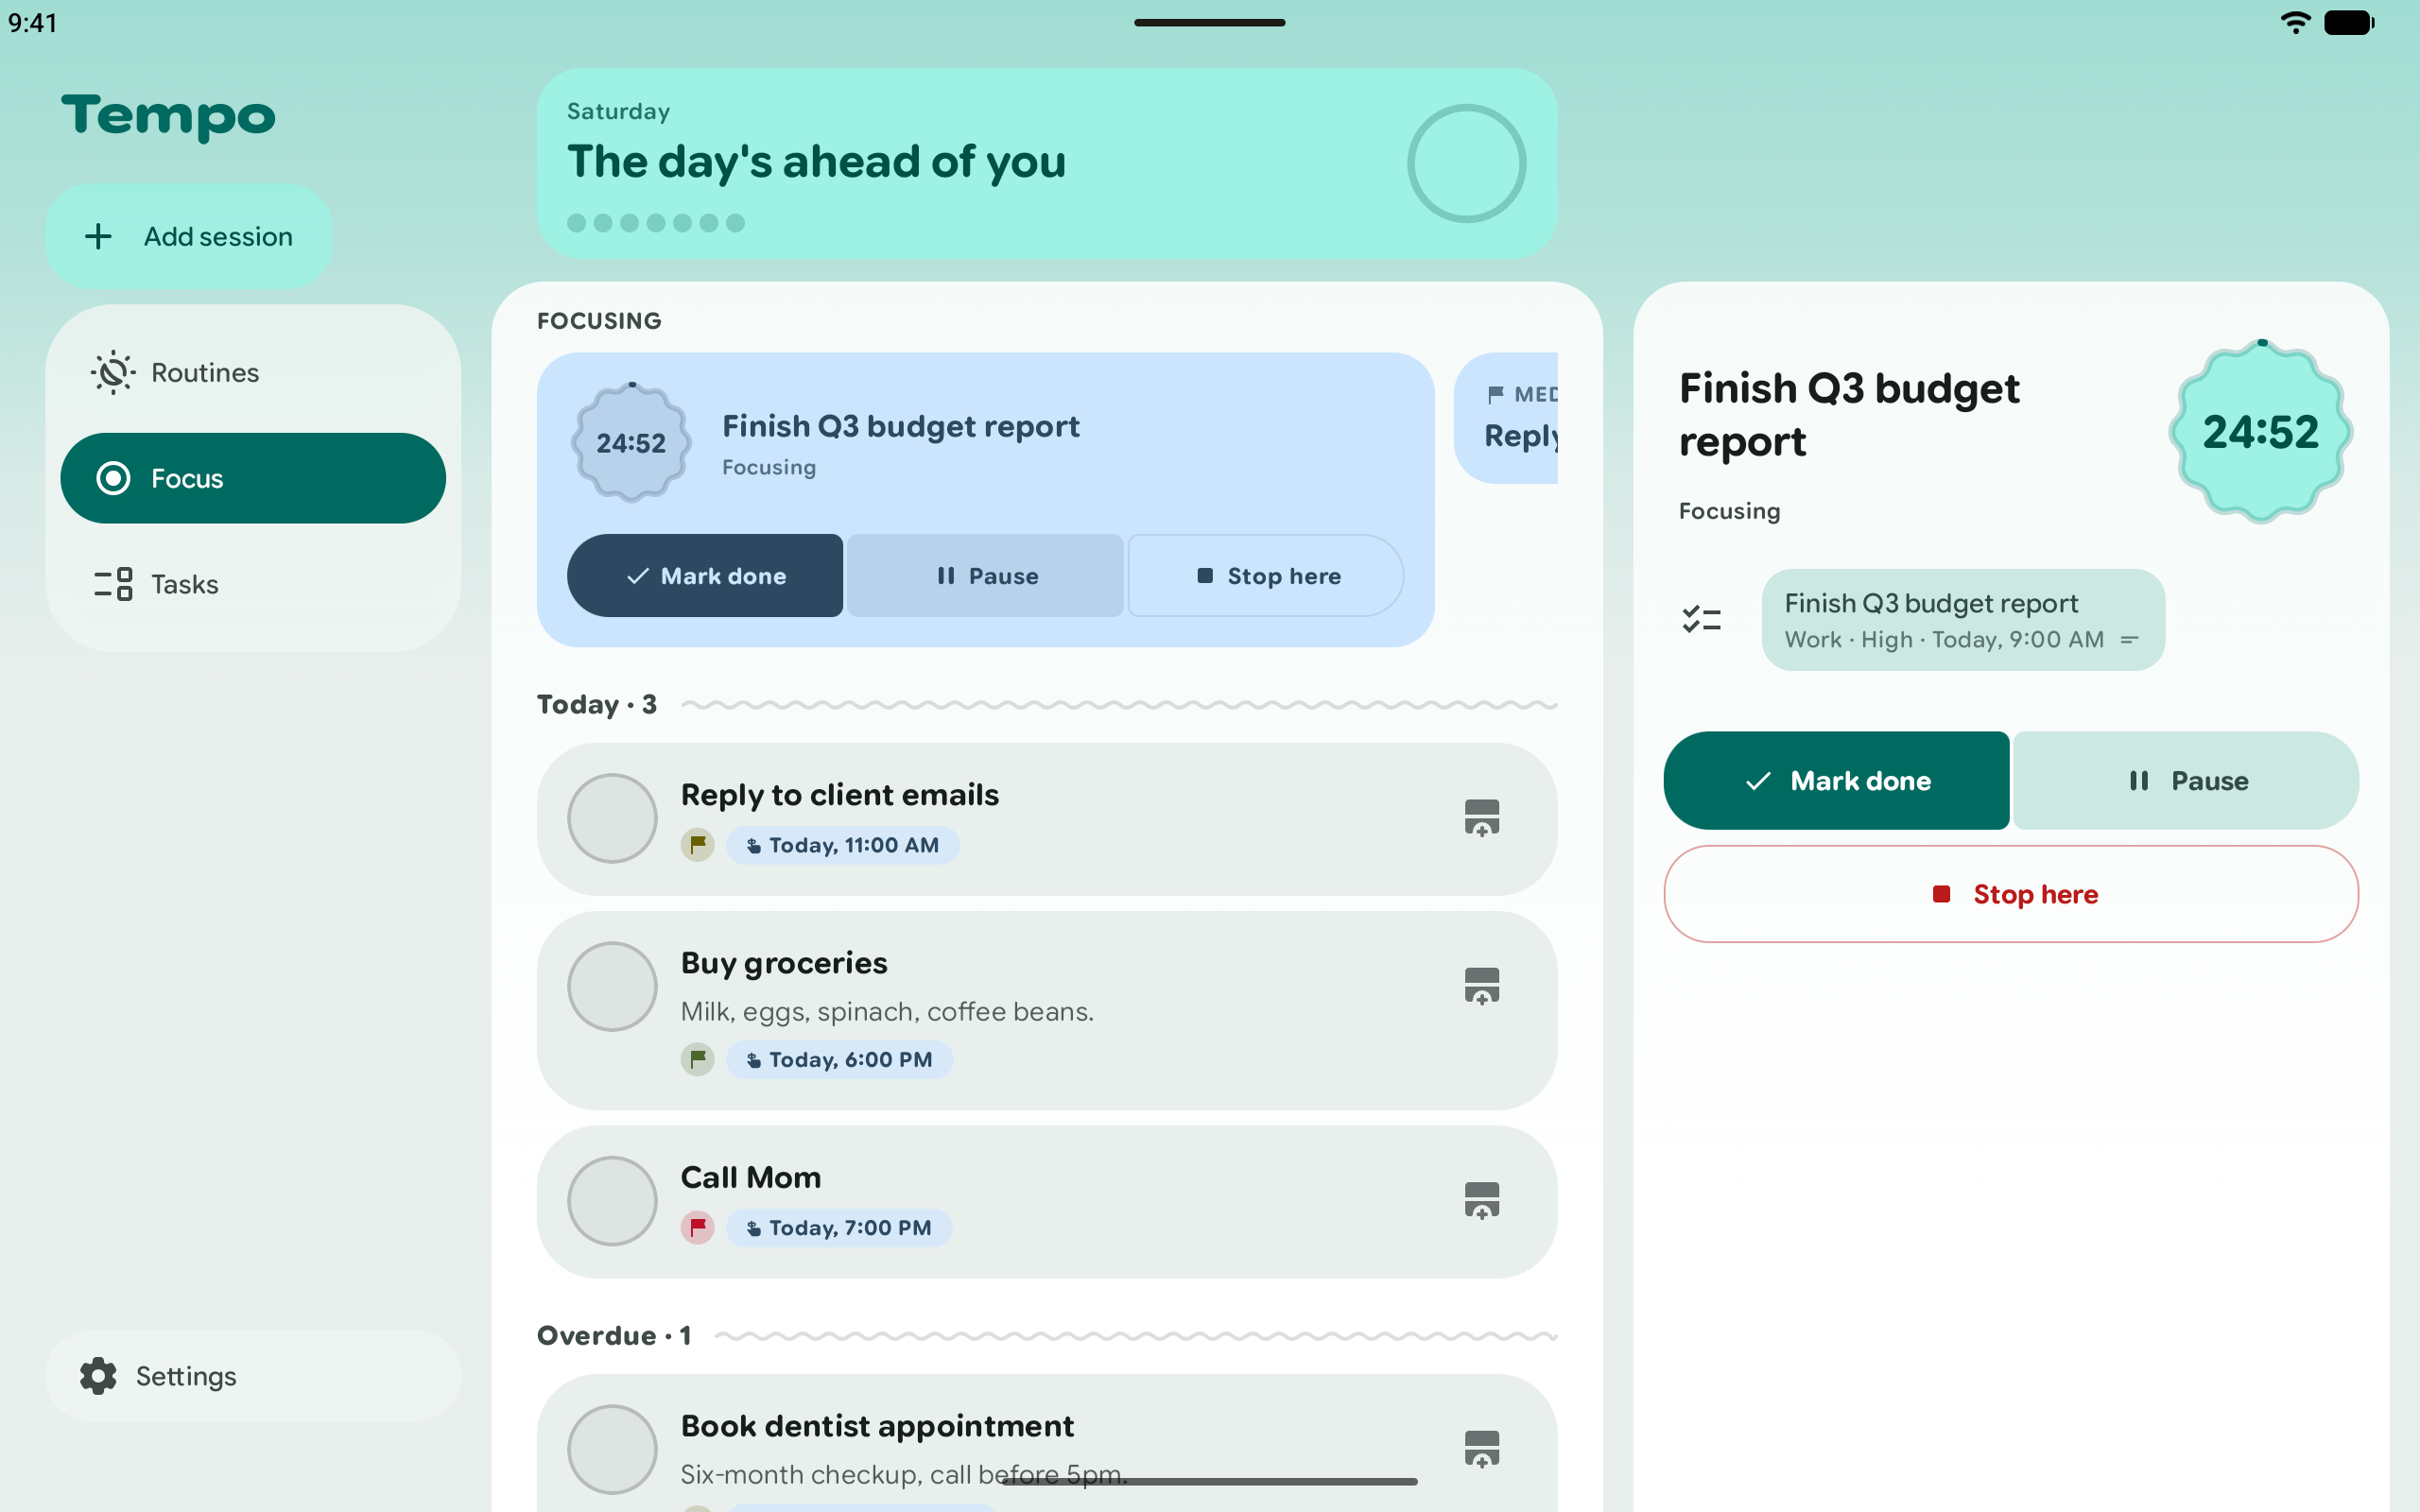 9:41
Tempo
Add session
Routines
Focus
Tasks
Settings
Saturday
The day's ahead of you
FOCUSING
24:52
Finish Q3 budget report
Focusing
Mark done
Pause
Stop here
MED
Reply
Today · 3
Reply to client emails
Today, 11:00 AM
Buy groceries
Milk, eggs, spinach, coffee beans.
Today, 6:00 PM
Call Mom
Today, 7:00 PM
Overdue · 1
Book dentist appointment
Six-month checkup, call before 5pm.
Finish Q3 budget
report
24:52
Focusing
Finish Q3 budget report
Work · High · Today, 9:00 AM
Mark done
Pause
Stop here